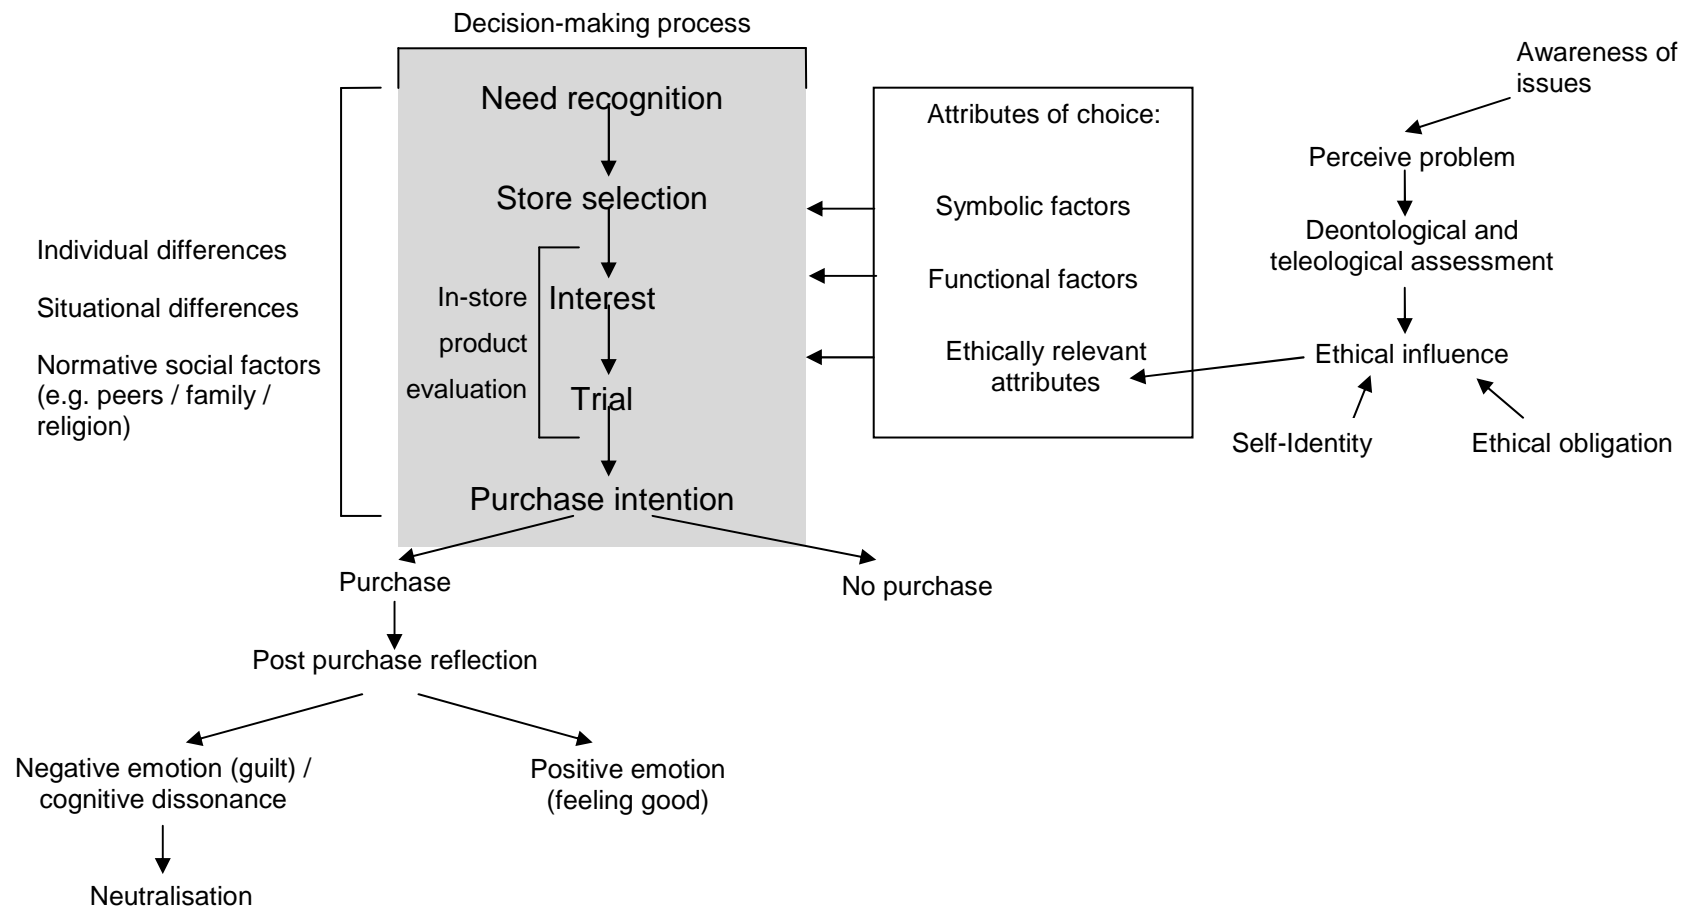 Decision-making process
Need recognition
Store selection
In-store
product
evaluation
Interest
Trial
Purchase intention
Individual differences
Situational differences
Normative social factors
(e.g. peers / family /
religion)
Attributes of choice:
Symbolic factors
Functional factors
Ethically relevant
attributes
Awareness of
issues
Perceive problem
Deontological and
teleological assessment
Ethical influence
Self-Identity
Ethical obligation
Purchase
No purchase
Post purchase reflection
Negative emotion (guilt) /
cognitive dissonance
Positive emotion
(feeling good)
Neutralisation